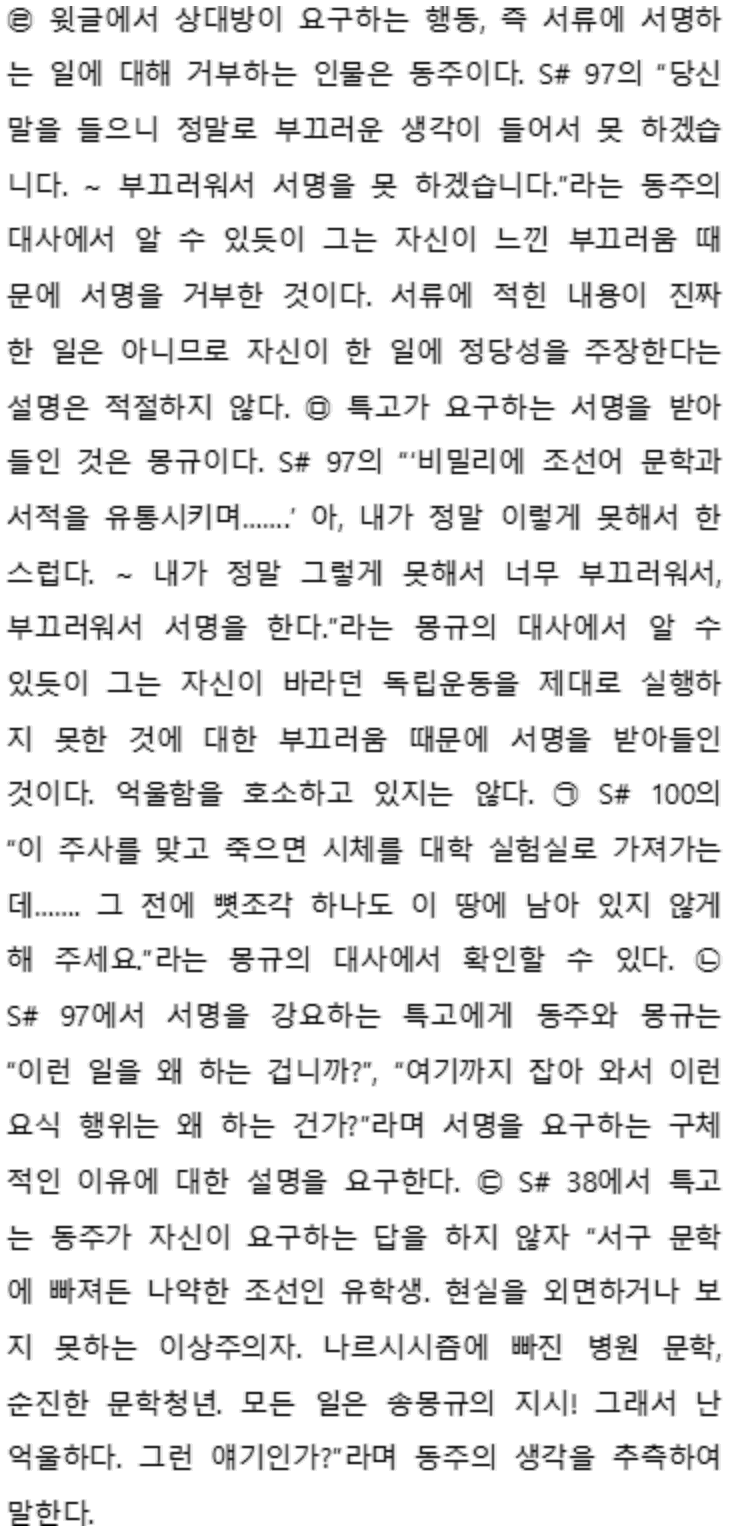 ㉣ 윗글에서 상대방이 요구하는 행동, 즉 서류에 서명하
는 일에 대해 거부하는 인물은 동주이다. S# 97의 “당신
말을 들으니 정말로 부끄러운 생각이 들어서 못 하겠습
니다. ~ 부끄러워서 서명을 못 하겠습니다.”라는 동주의
대사에서 알 수 있듯이 그는 자신이 느낀 부끄러움 때
문에 서명을 거부한 것이다. 서류에 적힌 내용이 진짜
한 일은 아니므로 자신이 한 일에 정당성을 주장한다는
설명은 적절하지 않다. ㉤ 특고가 요구하는 서명을 받아
들인 것은 몽규이다. S# 97의 “‘비밀리에 조선어 문학과
서적을 유통시키며…….’ 아, 내가 정말 이렇게 못해서 한
스럽다. ~ 내가 정말 그렇게 못해서 너무 부끄러워서,
부끄러워서 서명을 한다.”라는 몽규의 대사에서 알 수
있듯이 그는 자신이 바라던 독립운동을 제대로 실행하
지 못한 것에 대한 부끄러움 때문에 서명을 받아들인
것이다. 억울함을 호소하고 있지는 않다. ㉠ S# 100의
“이 주사를 맞고 죽으면 시체를 대학 실험실로 가져가는
데……. 그 전에 뼛조각 하나도 이 땅에 남아 있지 않게
해 주세요.”라는 몽규의 대사에서 확인할 수 있다. ㉡
S# 97에서 서명을 강요하는 특고에게 동주와 몽규는
“이런 일을 왜 하는 겁니까?”, “여기까지 잡아 와서 이런
요식 행위는 왜 하는 건가?”라며 서명을 요구하는 구체
적인 이유에 대한 설명을 요구한다. ㉢ S# 38에서 특고
는 동주가 자신이 요구하는 답을 하지 않자 “서구 문학
에 빠져든 나약한 조선인 유학생. 현실을 외면하거나 보
지 못하는 이상주의자. 나르시시즘에 빠진 병원 문학,
순진한 문학청년. 모든 일은 송몽규의 지시! 그래서 난
억울하다. 그런 얘기인가?”라며 동주의 생각을 추측하여
말한다.